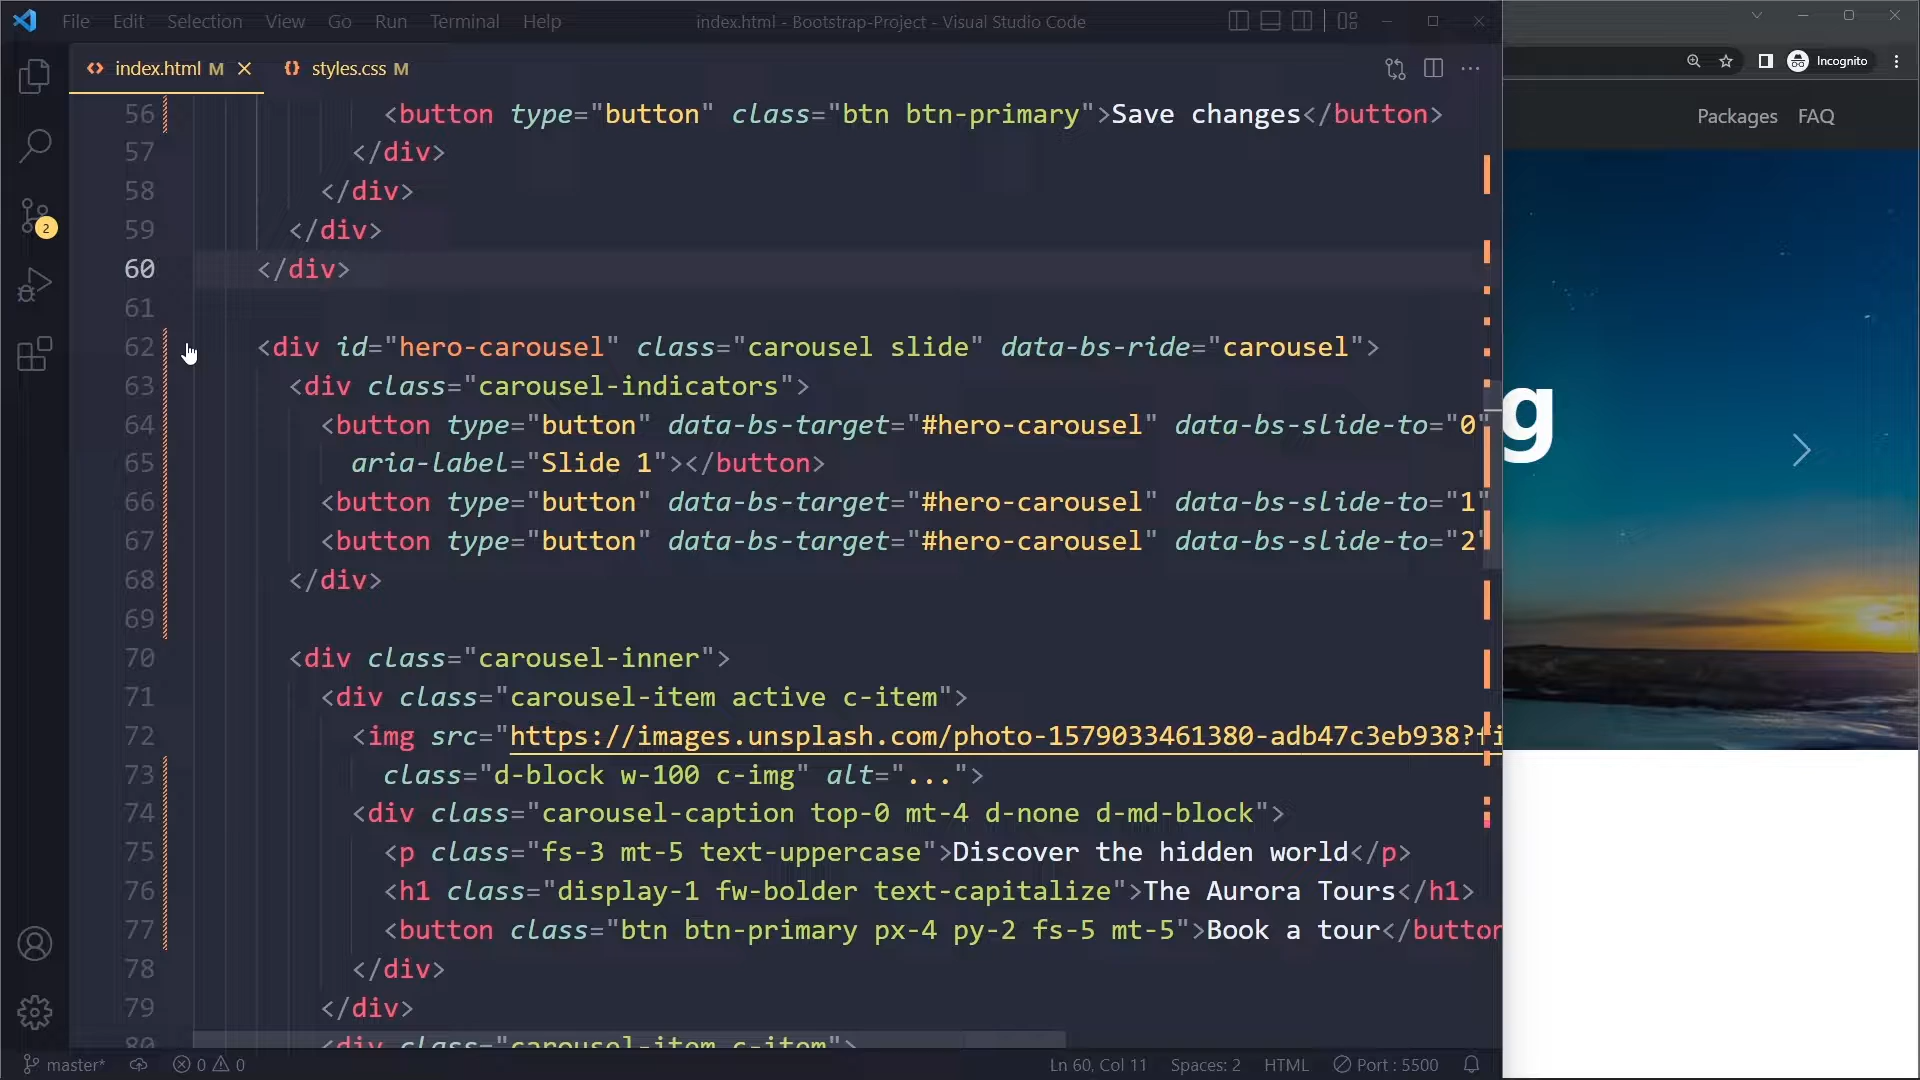 File Edit Selection View Go Run Terminal Help index.html - Bootstrap-Project - Visual Studio Code
Incognito
index.html M styles.css M
Packages FAQ
56 <button type="button" class="btn btn-primary">Save changes</button>
57 </div>
58 </div>
59 </div>
60 </div>
61
62 <div id="hero-carousel" class="carousel slide" data-bs-ride="carousel">
63 <div class="carousel-indicators">
64 <button type="button" data-bs-target="#hero-carousel" data-bs-slide-to="0"
65 aria-label="Slide 1"></button>
66 <button type="button" data-bs-target="#hero-carousel" data-bs-slide-to="1"
67 <button type="button" data-bs-target="#hero-carousel" data-bs-slide-to="2"
68 </div>
69
70 <div class="carousel-inner">
71 <div class="carousel-item active c-item">
72 <img src="https://images.unsplash.com/photo-1579033461380-adb47c3eb938?fi
73 class="d-block w-100 c-img" alt="...">
74 <div class="carousel-caption top-0 mt-4 d-none d-md-block">
75 <p class="fs-3 mt-5 text-uppercase">Discover the hidden world</p>
76 <h1 class="display-1 fw-bolder text-capitalize">The Aurora Tours</h1>
77 <button class="btn btn-primary px-4 py-2 fs-5 mt-5">Book a tour</button
78 </div>
79 </div>
80 <div class="carousel-item c-item">
2
g
master* 0 0 Ln 60, Col 11 Spaces: 2 HTML Port : 5500